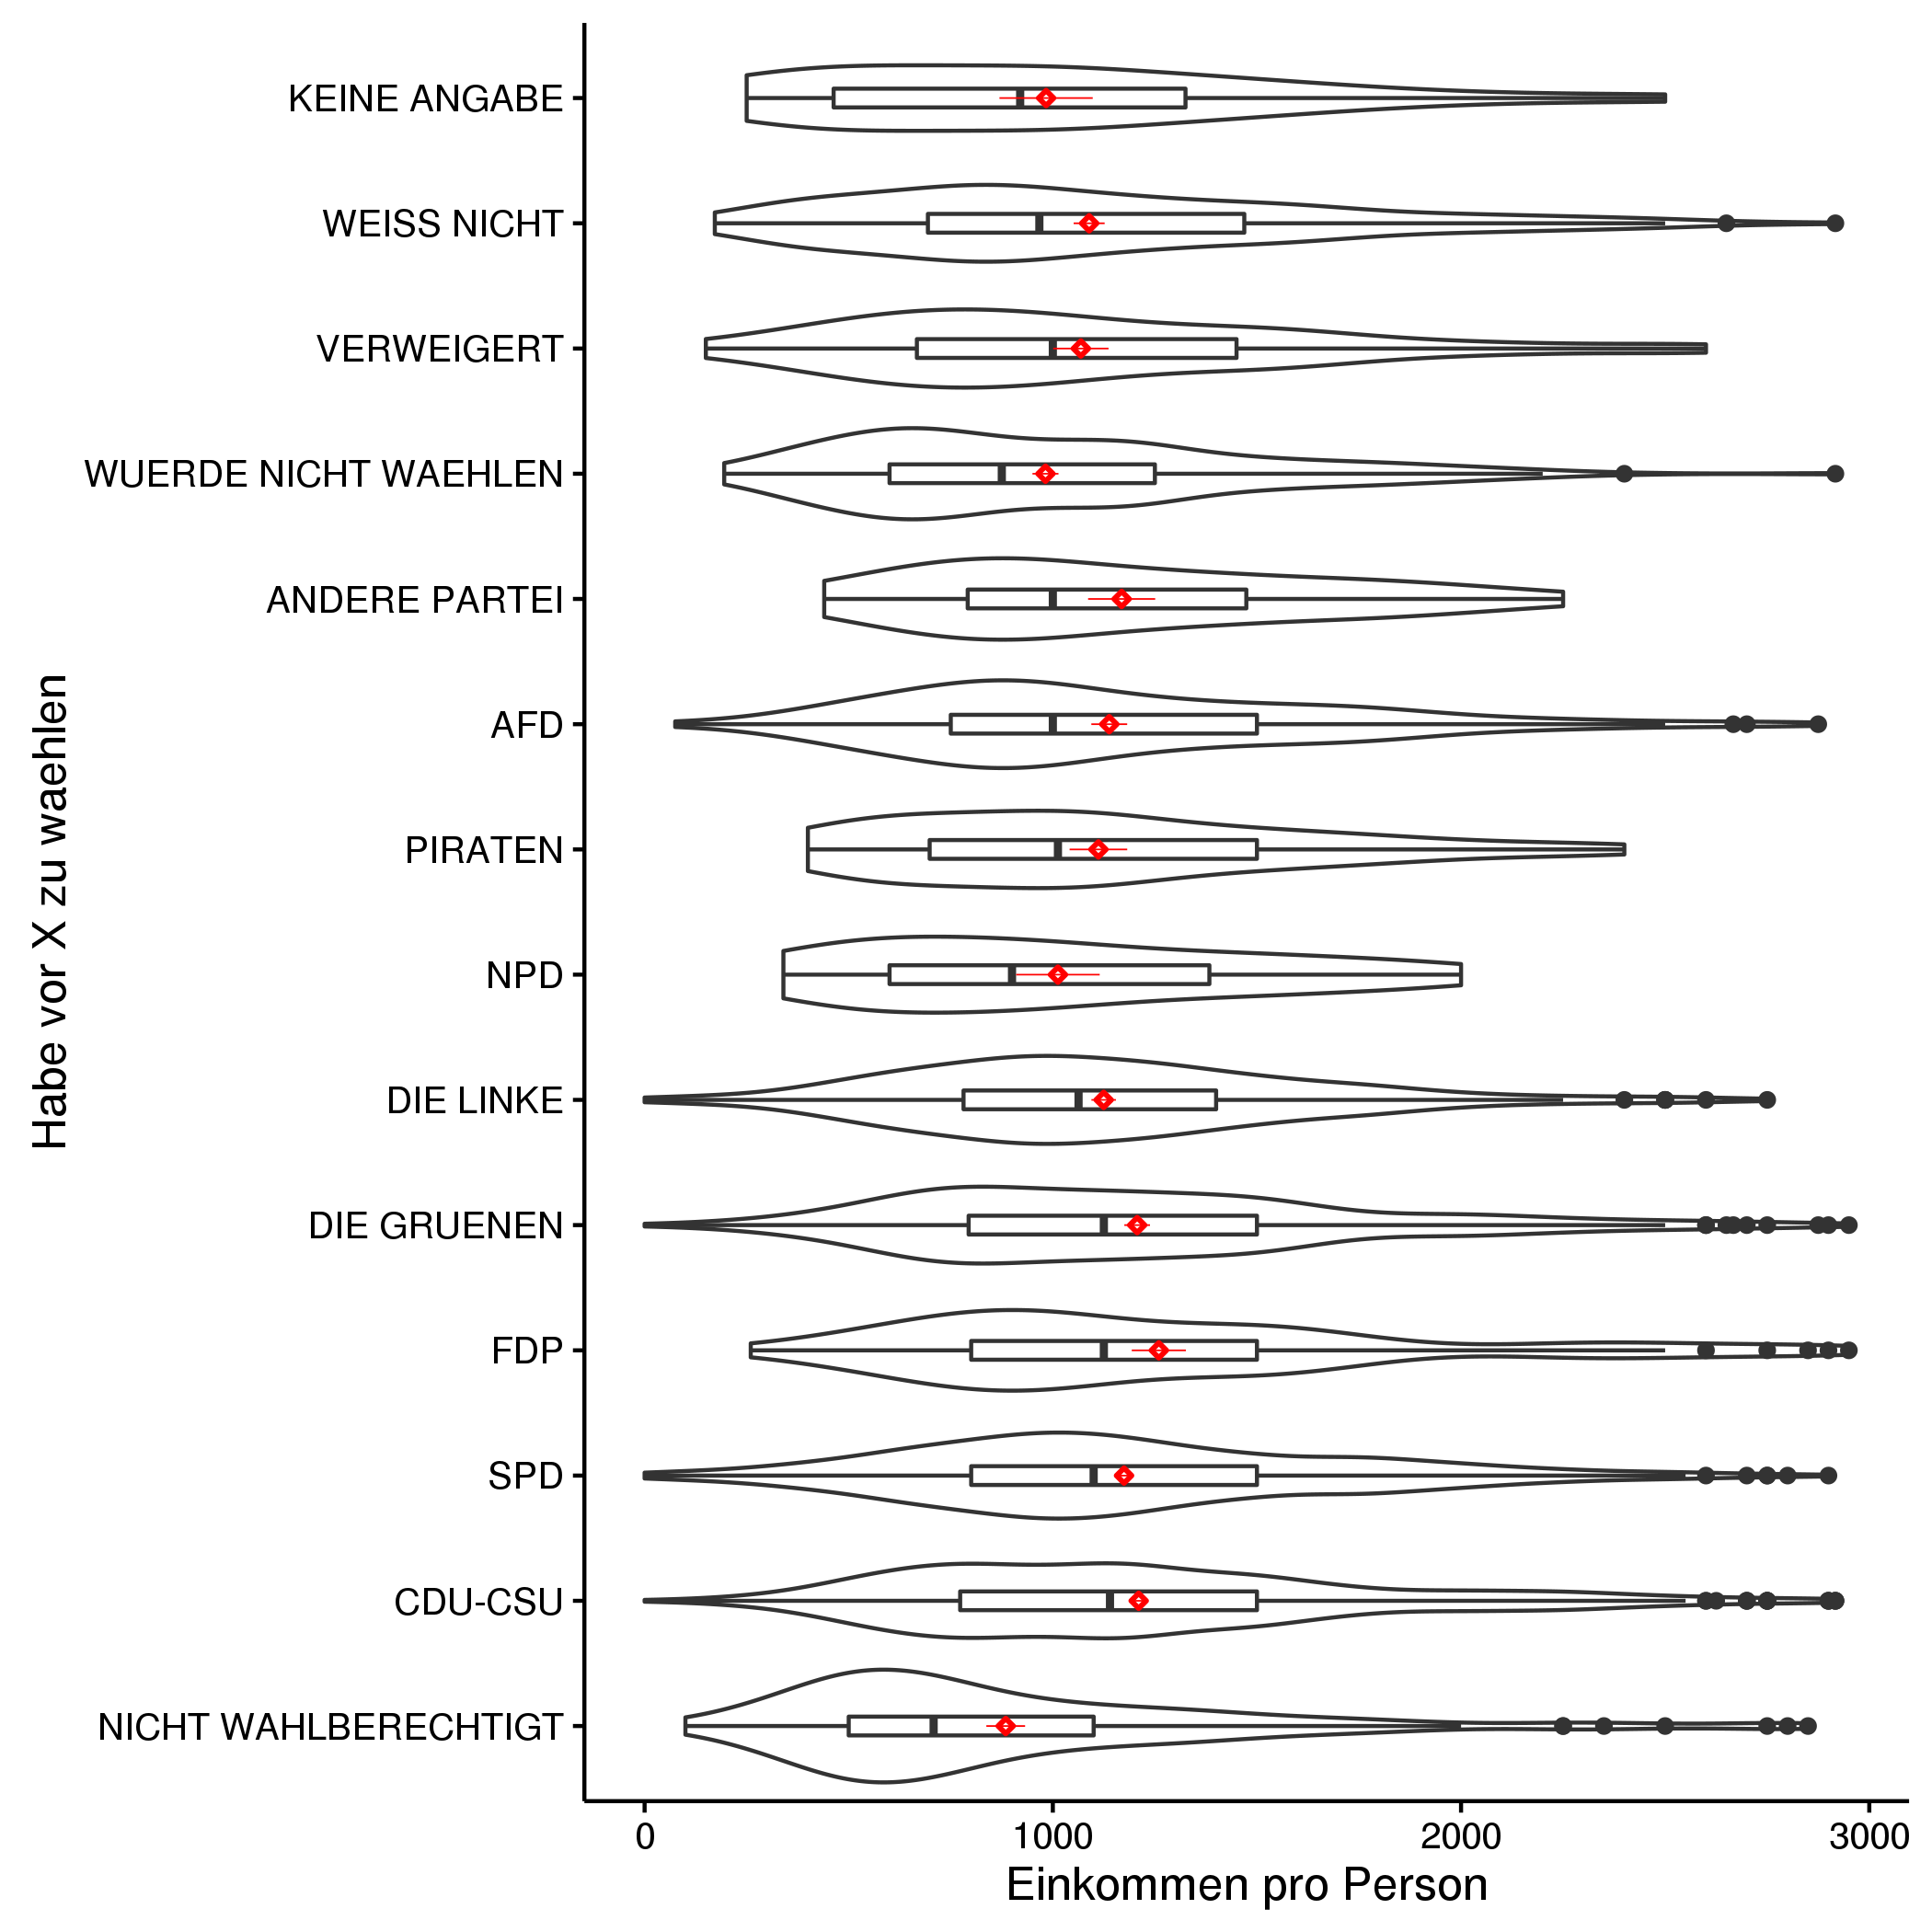 KEINE ANGABE
WEISS NICHT
VERWEIGERT
WUERDE NICHT WAEHLEN
ANDERE PARTEI
AFD
PIRATEN
NPD
DIE LINKE
DIE GRUENEN
FDP
SPD
CDU-CSU
NICHT WAHLBERECHTIGT
Habe vor X zu waehlen
0 1000 2000 3000
Einkommen pro Person